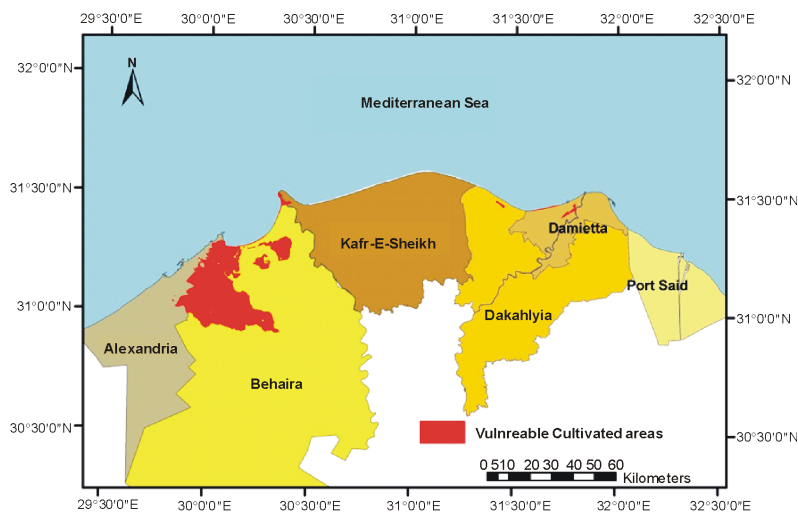 29°30'0"E 30°0'0"E 30°30'0"E 31°0'0"E 31°30'0"E 32°0'0"E 32°30'0"E
32°0'0"N
32°0'0"N
N
Mediterranean Sea
31°30'0"N
31°30'0"N
Damietta
Kafr-E-Sheikh
Port Said
31°0'0"N
31°0'0"N
Dakahlyia
Alexandria
Behaira
30°30'0"N
30°30'0"N
Vulnreable Cultivated areas
0 510 20 30 40 50 60
Kilometers
29°30'0"E 30°0'0"E 30°30'0"E 31°0'0"E 31°30'0"E 32°0'0"E 32°30'0"E